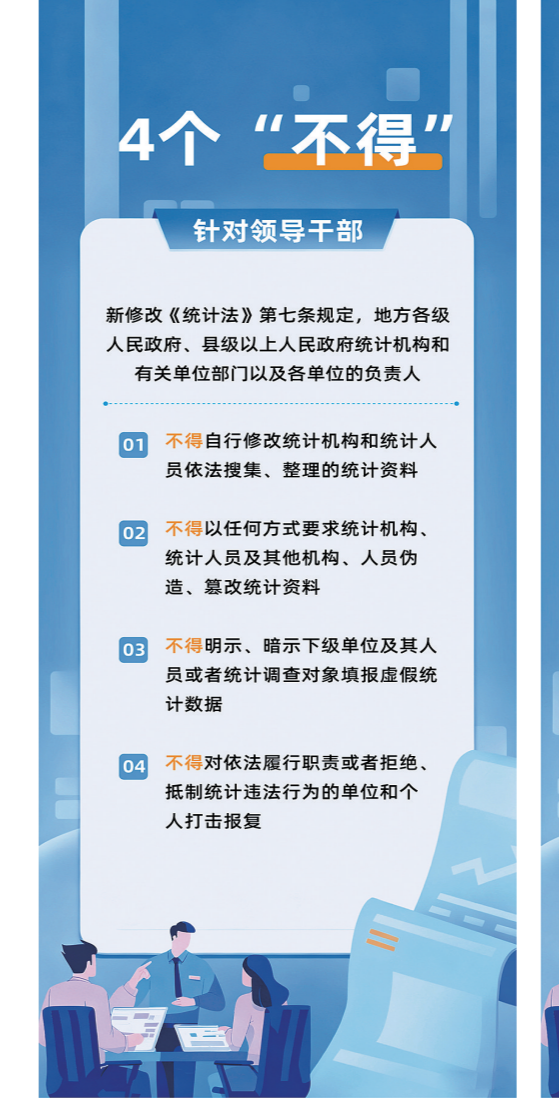 4个“不得”
针对领导干部
新修改《统计法》第七条规定，地方各级
人民政府、县级以上人民政府统计机构和
有关单位部门以及各单位的负责人
01 不得自行修改统计机构和统计人
员依法搜集、整理的统计资料
02 不得以任何方式要求统计机构、
统计人员及其他机构、人员伪
造、篡改统计资料
03 不得明示、暗示下级单位及其人
员或者统计调查对象填报虚假统
计数据
04 不得对依法履行职责或者拒绝、
抵制统计违法行为的单位和个
人打击报复